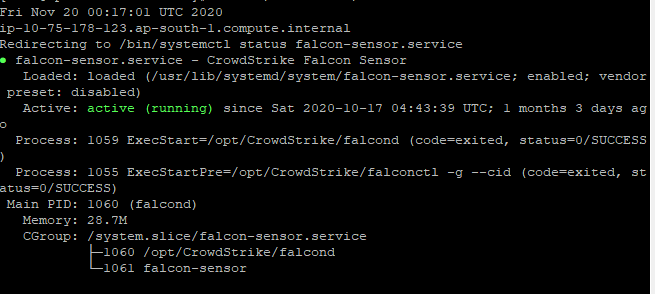 Fri Nov 20 00:17:01 UTC 2020
ip-10-75-178-123.ap-south-1.compute.internal
Redirecting to /bin/systemctl status falcon-sensor.service
● falcon-sensor.service - CrowdStrike Falcon Sensor
Loaded: loaded (/usr/lib/systemd/system/falcon-sensor.service; enabled; vendor
preset: disabled)
Active: active (running) since Sat 2020-10-17 04:43:39 UTC; 1 months 3 days ag
o
Process: 1059 ExecStart=/opt/CrowdStrike/falcond (code=exited, status=0/SUCCESS
)
Process: 1055 ExecStartPre=/opt/CrowdStrike/falconctl -g --cid (code=exited, st
atus=0/SUCCESS)
Main PID: 1060 (falcond)
Memory: 28.7M
CGroup: /system.slice/falcon-sensor.service
├─1060 /opt/CrowdStrike/falcond
└─1061 falcon-sensor